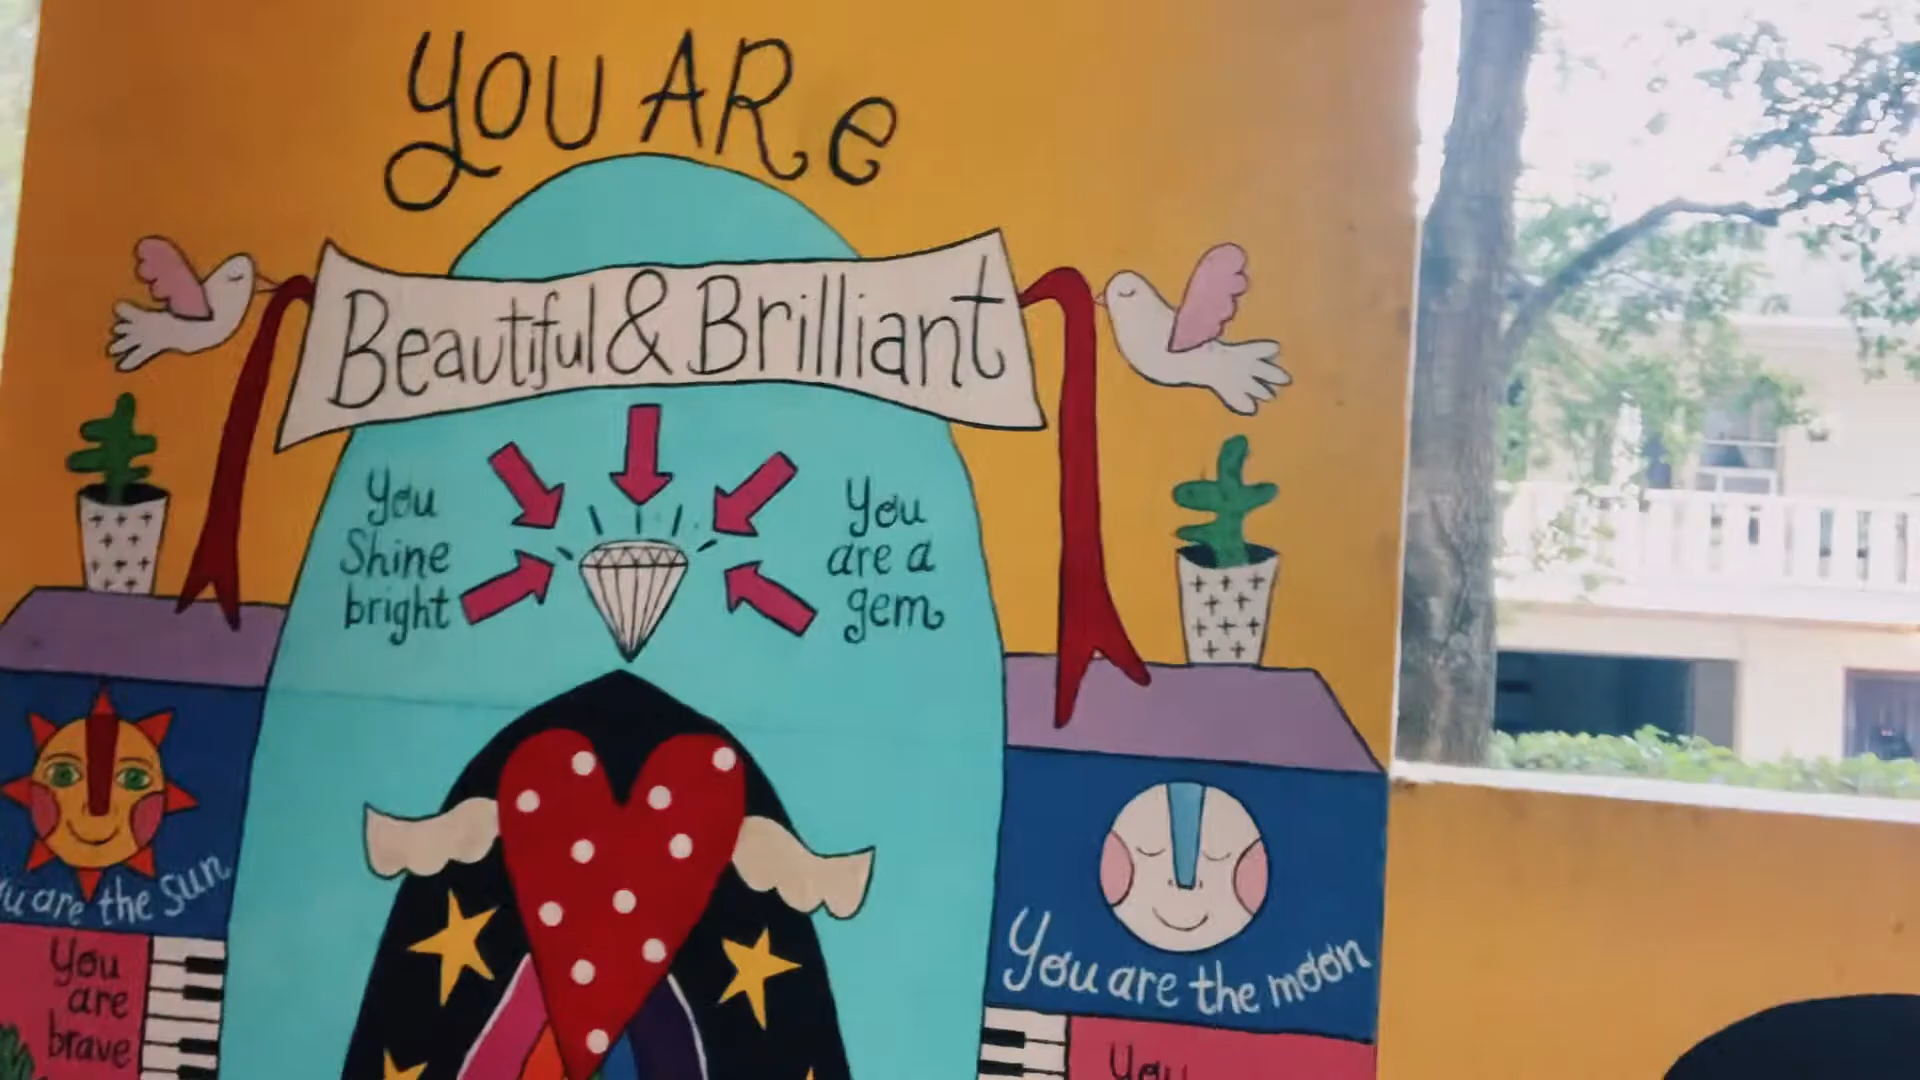 You ARe
Beautiful & Brilliant
You
Shine
bright
You
are a
gem
are the sun
You are the moon
You
are
brave
You